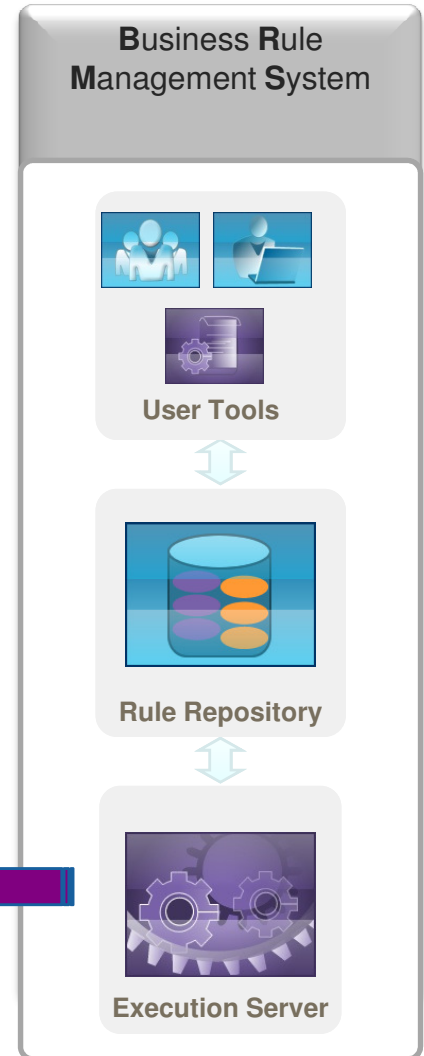 Business Rule
Management System
User Tools
Rule Repository
Execution Server